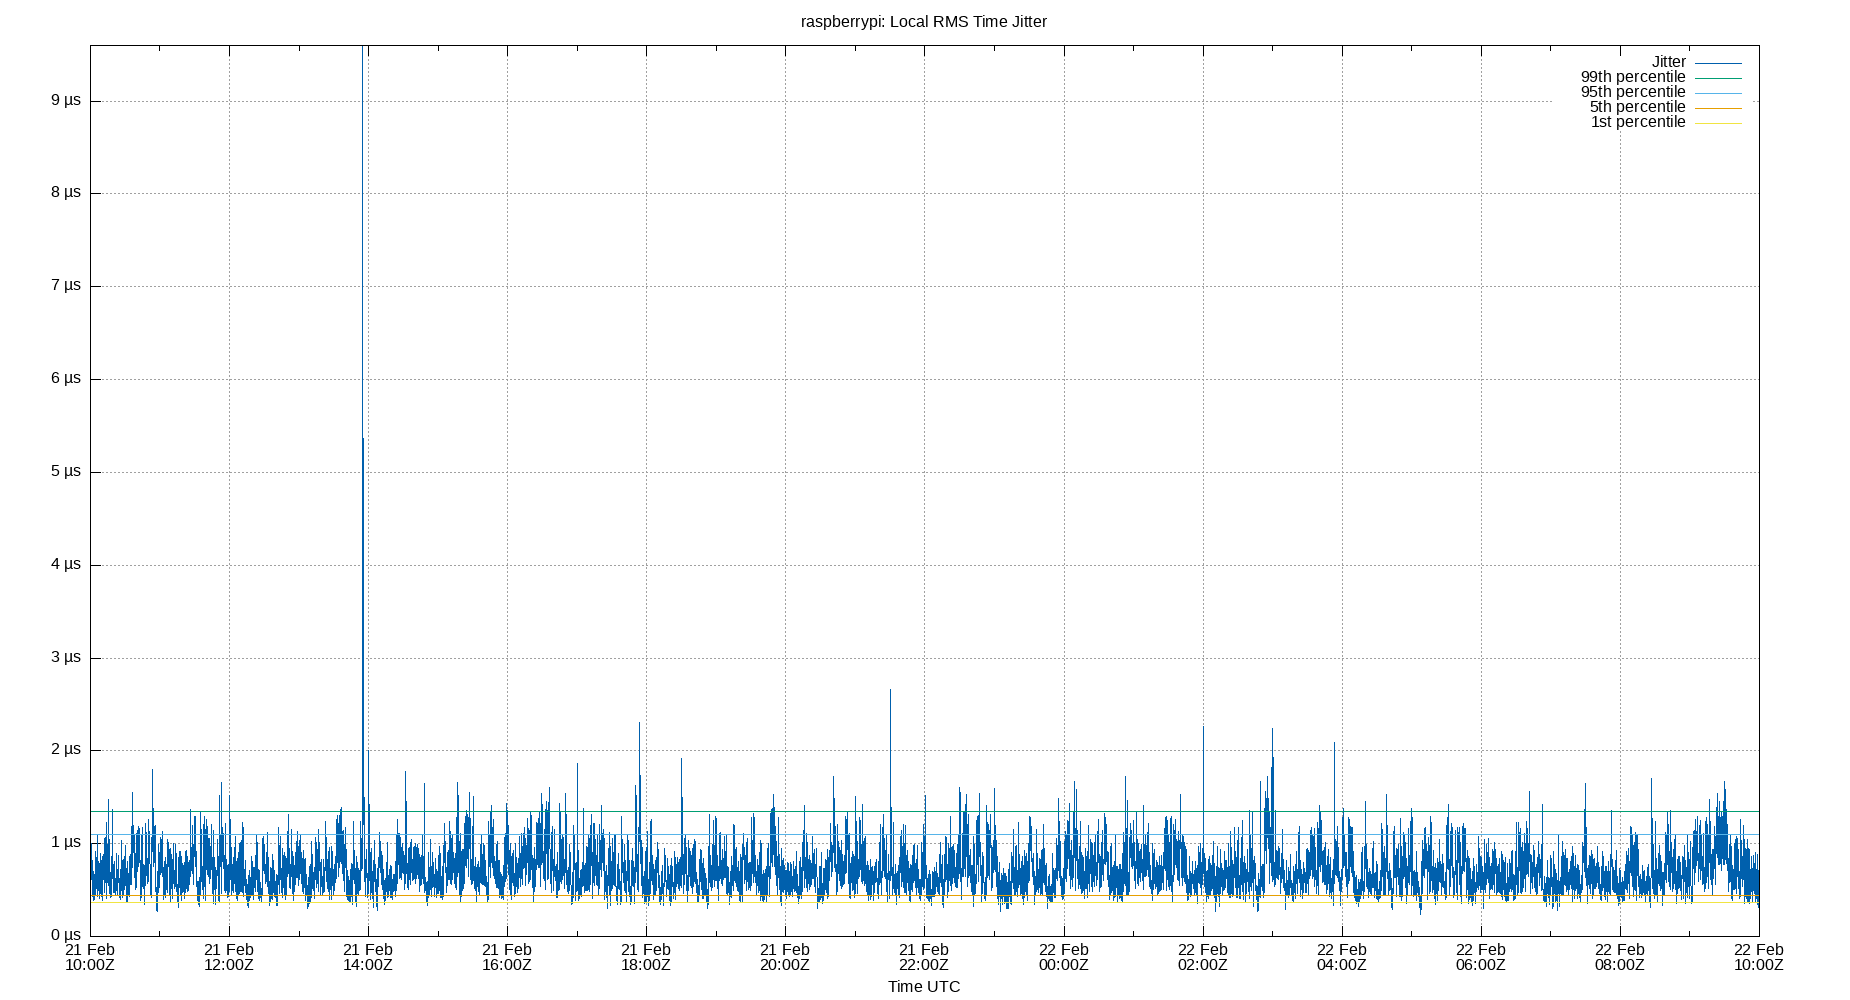 raspberrypi: Local RMS Time Jitter
Jitter
99th percentile
95th percentile
5th percentile
1st percentile
9 µs
8 µs
7 µs
6 µs
5 µs
4 µs
3 µs
2 µs
1 µs
0 µs
21 Feb 21 Feb 21 Feb 21 Feb 21 Feb 21 Feb 21 Feb 22 Feb 22 Feb 22 Feb 22 Feb 22 Feb 22 Feb
10:00Z 12:00Z 14:00Z 16:00Z 18:00Z 20:00Z 22:00Z 00:00Z 02:00Z 04:00Z 06:00Z 08:00Z 10:00Z
Time UTC